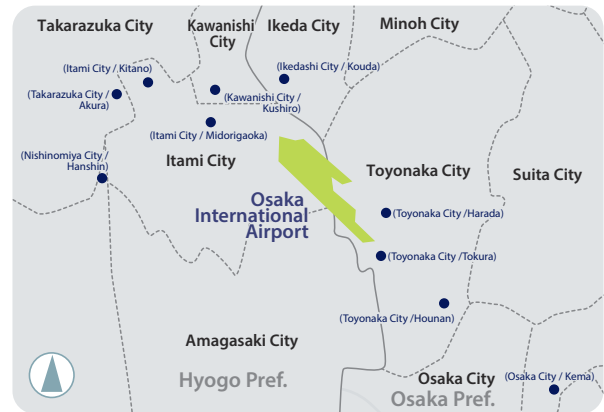 Takarazuka City
Kawanishi
City
Ikeda City
Minoh City
(Itami City / Kitano)
(Ikedashi City / Kouda)
(Takarazuka City /
Akura)
(Kawanishi City /
Kushiro)
(Itami City / Midorigaoka)
(Nishinomiya City /
Hanshin)
Itami City
Toyonaka City
Suita City
Osaka
International
Airport
(Toyonaka City /Harada)
(Toyonaka City /Tokura)
(Toyonaka City /Hounan)
Amagasaki City
Hyogo Pref.
Osaka City
(Osaka City / Kema)
Osaka Pref.